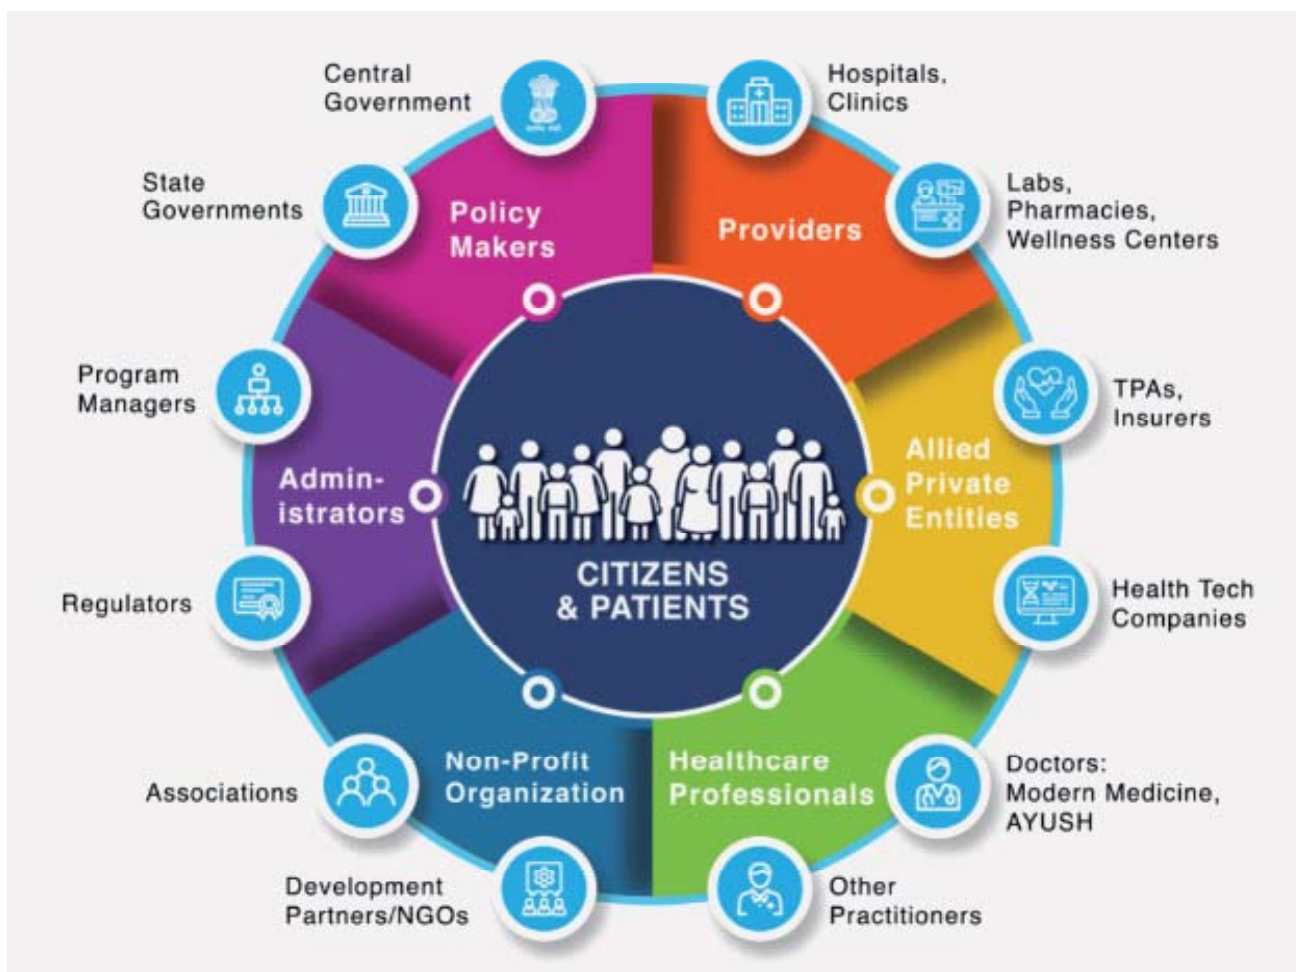 Central
Government
Hospitals,
Clinics
State
Governments
Policy
Makers
Providers
Labs,
Pharmacies,
Wellness Centers
Program
Managers
TPAs,
Insurers
Admin-
istrators
Allied
Private
Entities
CITIZENS
& PATIENTS
Regulators
Health Tech
Companies
Associations
Non-Profit
Organization
Healthcare
Professionals
Doctors:
Modern Medicine,
AYUSH
Development
Partners/NGOs
Other
Practitioners